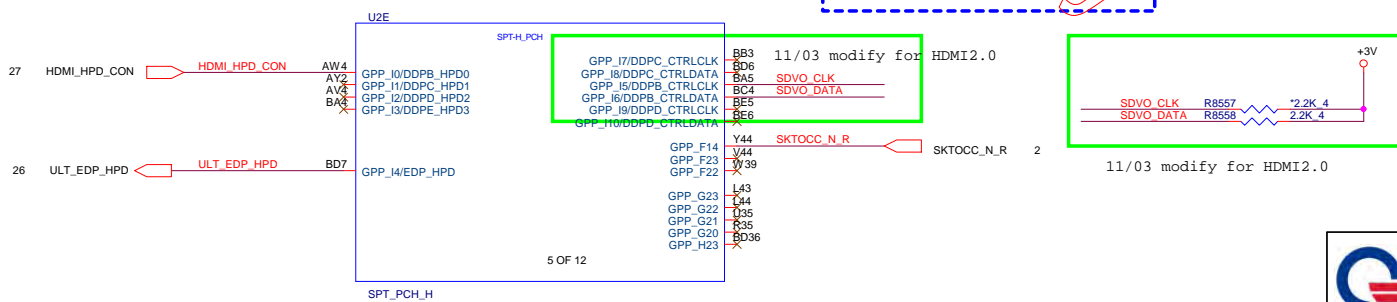 U2E
SPT-H_PCH
27 HDMI_HPD_CON HDMI_HPD_CON AW4 GPP_I0/DDPB_HPD0
AY2 GPP_I1/DDPC_HPD1
AV4 GPP_I2/DDPD_HPD2
BA4 GPP_I3/DDPE_HPD3
26 ULT_EDP_HPD ULT_EDP_HPD BD7 GPP_I4/EDP_HPD
GPP_I7/DDPC_CTRLCLK BB3
GPP_I8/DDPC_CTRLDATA BD6
GPP_I5/DDPB_CTRLCLK BA5 SDVO_CLK
GPP_I6/DDPB_CTRLDATA BC4 SDVO_DATA
GPP_I9/DDPD_CTRLCLK BE5
GPP_I10/DDPD_CTRLDATA BE6
11/03 modify for HDMI2.0
GPP_F14 Y44 SKTOCC_N_R SKTOCC_N_R 2
GPP_F23 V44
GPP_F22 W39
GPP_G23 L43
GPP_G22 L44
GPP_G21 U35
GPP_G20 R35
GPP_H23 BD36
5 OF 12
SPT_PCH_H
+3V
SDVO_CLK R8557 *2.2K_4
SDVO_DATA R8558 2.2K_4
11/03 modify for HDMI2.0